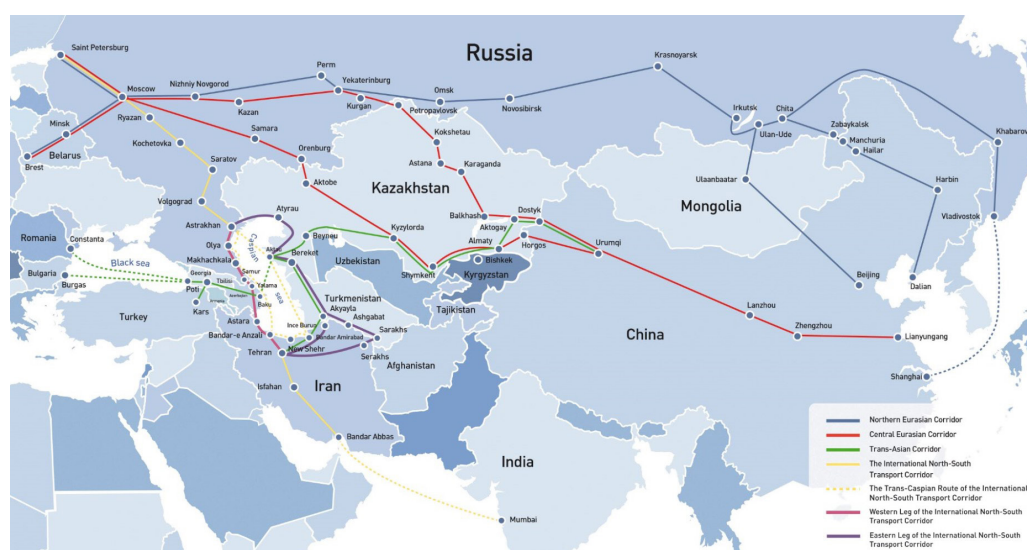 Saint Petersburg
Russia
Moscow
Nizhniy Novgorod
Perm
Yekaterinburg
Krasnoyarsk
Kazan
Kurgan
Omsk
Petropavlovsk
Novosibirsk
Irkutsk
Chita
Ulan-Ude
Zabaykalsk
Manchuria
Hailar
Khabarov
Minsk
Belarus
Brest
Ryazan
Kochetovka
Samara
Orenburg
Aktobe
Kokshetau
Astana
Karaganda
Kazakhstan
Saratov
Volgograd
Ulaanbaatar
Mongolia
Harbin
Vladivostok
Astrakhan
Atyrau
Olya
Makhachkala
Caspian
sea
Aktau
Beyneu
Bereket
Kyzylorda
Balkhash
Aktogay
Dostyk
Almaty
Horgos
Urumqi
Shymkent
Bishkek
Kyrgyzstan
Uzbekistan
Tajikistan
Romania
Constanta
Bulgaria
Burgas
Black sea
Georgia
Poti
Tbilisi
Kars
Armenia
Azerbaijan
Samur
Yalama
Baku
Turkey
Astara
Bandar-e Anzali
Tehran
Ince Burun
New Shehr
Bandar Amirabad
Turkmenistan
Akyayla
Ashgabat
Sarakhs
Serakhs
Afghanistan
Iran
Isfahan
Bandar Abbas
India
Mumbai
China
Beijing
Dalian
Lanzhou
Zhengzhou
Lianyungang
Shanghai
Northern Eurasian Corridor
Central Eurasian Corridor
Trans-Asian Corridor
The International North-South
Transport Corridor
The Trans-Caspian Route of the International
North-South Transport Corridor
Western Leg of the International North-South
Transport Corridor
Eastern Leg of the International North-South
Transport Corridor